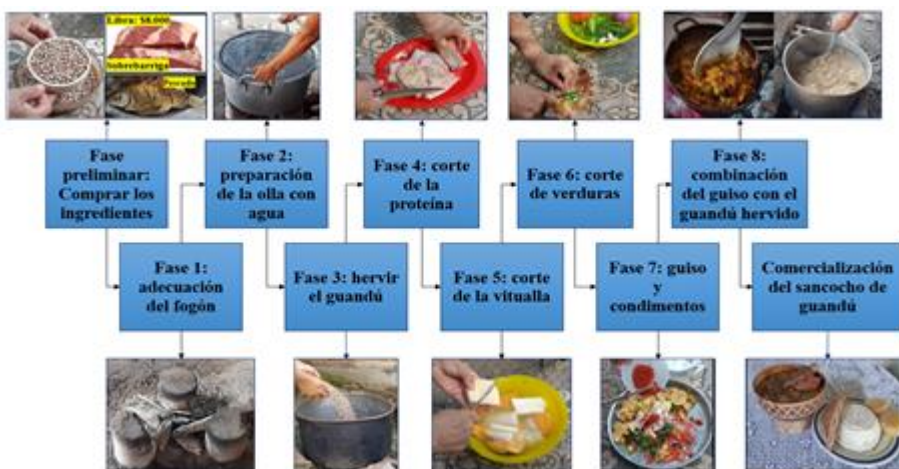 Libra: $8.000
Sobrebarriga
Pescado
Fase
preliminar:
Comprar los
ingredientes
Fase 1:
adecuación
del fogón
Fase 2:
preparación
de la olla con
agua
Fase 3: hervir
el guandú
Fase 4: corte
de la
proteína
Fase 5: corte
de la vitualla
Fase 6: corte
de verduras
Fase 7: guiso
y
condimentos
Fase 8:
combinación
del guiso con el
guandú hervido
Comercialización
del sancocho de
guandú